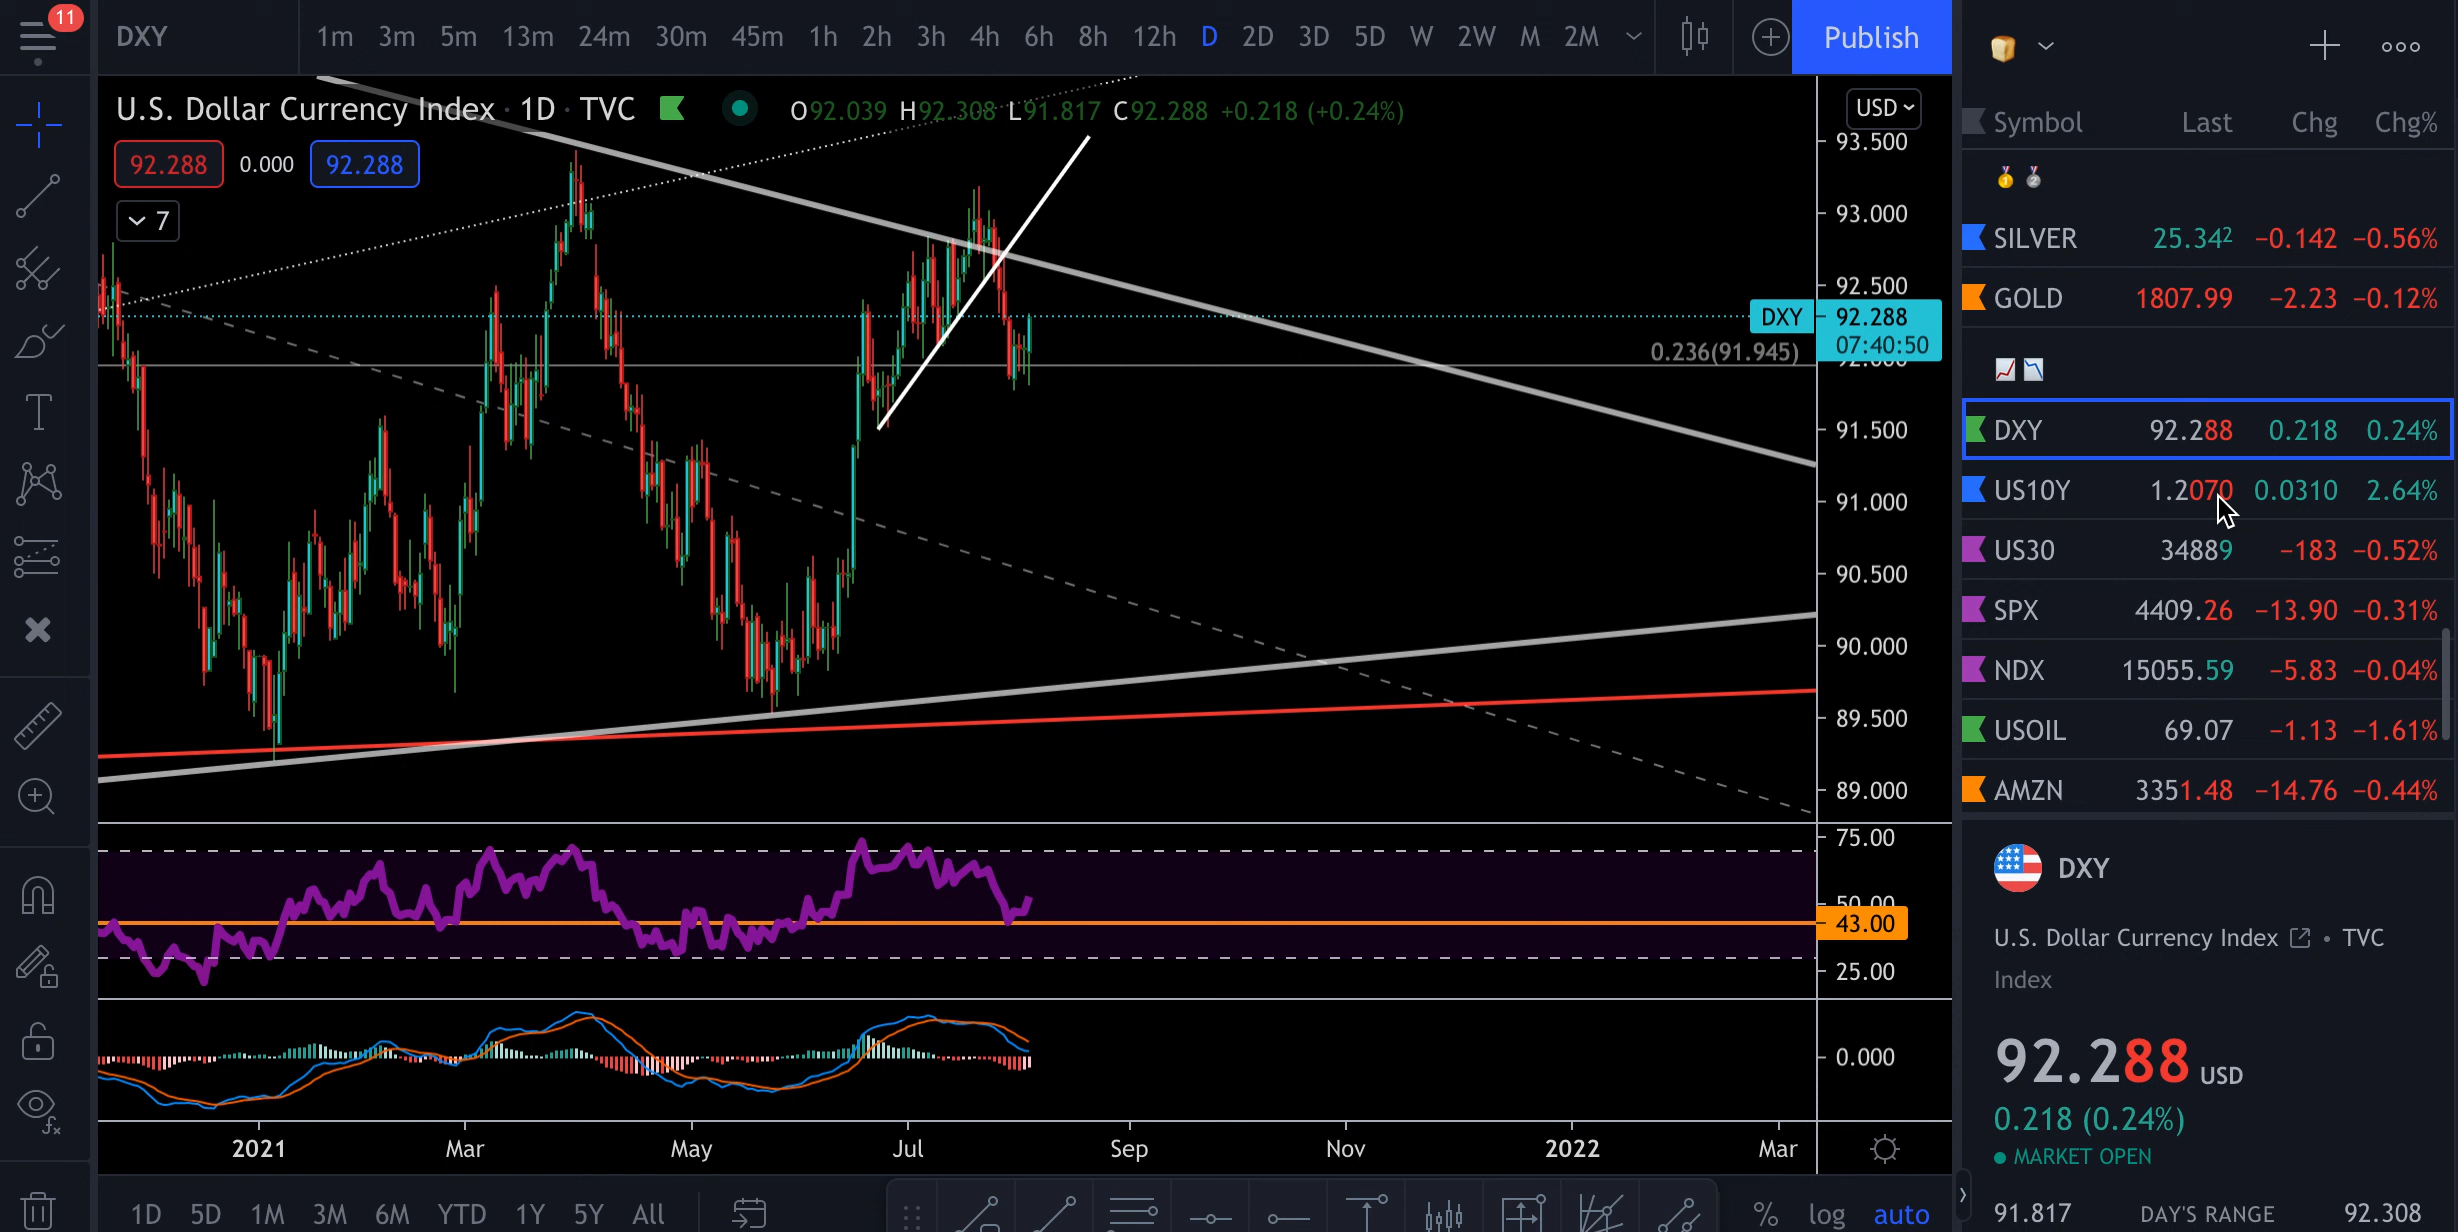 11
DXY
1m 3m 5m 13m 24m 30m 45m 1h 2h 3h 4h 6h 8h 12h D 2D 3D 5D W 2W M 2M
Publish
U.S. Dollar Currency Index · 1D · TVC
O92.039 H92.308 L91.817 C92.288 +0.218 (+0.24%)
USD
92.288 0.000 92.288
7
93.500
93.000
92.500
DXY 92.288
07:40:50
0.236(91.945)
92.000
91.500
91.000
90.500
90.000
89.500
89.000
75.00
50.00
43.00
25.00
0.000
2021 Mar May Jul Sep Nov 2022 Mar
1D 5D 1M 3M 6M YTD 1Y 5Y All
% log auto
Symbol Last Chg Chg%
1 2
SILVER 25.34² −0.142 −0.56%
GOLD 1807.99 −2.23 −0.12%
DXY 92.288 0.218 0.24%
US10Y 1.2070 0.0310 2.64%
US30 34889 −183 −0.52%
SPX 4409.26 −13.90 −0.31%
NDX 15055.59 −5.83 −0.04%
USOIL 69.07 −1.13 −1.61%
AMZN 3351.48 −14.76 −0.44%
DXY
U.S. Dollar Currency Index • TVC
Index
92.288 USD
0.218 (0.24%)
MARKET OPEN
91.817 DAY'S RANGE 92.308